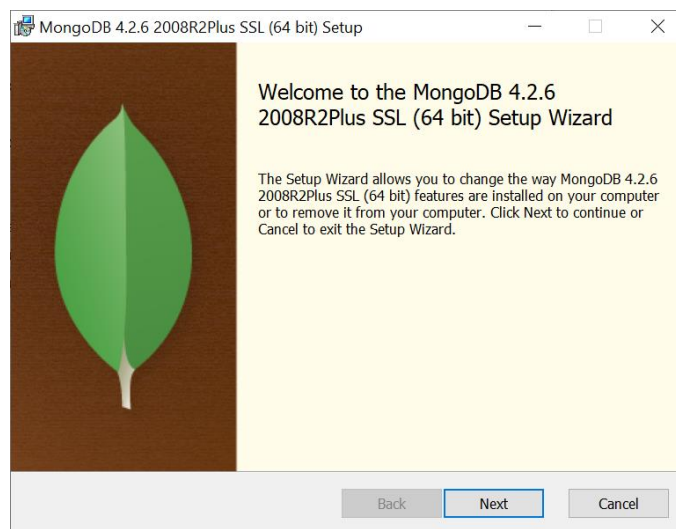 MongoDB 4.2.6 2008R2Plus SSL (64 bit) Setup
Welcome to the MongoDB 4.2.6
2008R2Plus SSL (64 bit) Setup Wizard
The Setup Wizard allows you to change the way MongoDB 4.2.6
2008R2Plus SSL (64 bit) features are installed on your computer
or to remove it from your computer. Click Next to continue or
Cancel to exit the Setup Wizard.
Back Next Cancel